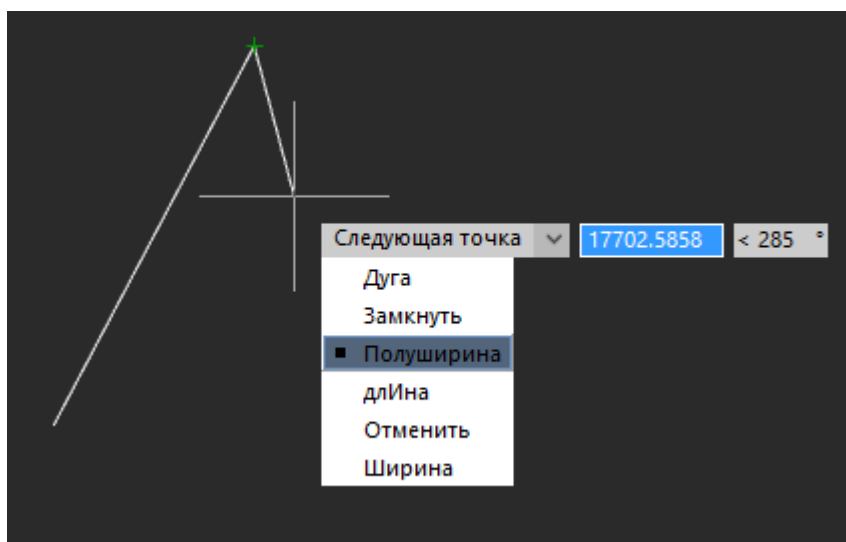 Следующая точка 17702.5858 < 285 °
Дуга
Замкнуть
Полуширина
длИна
Отменить
Ширина